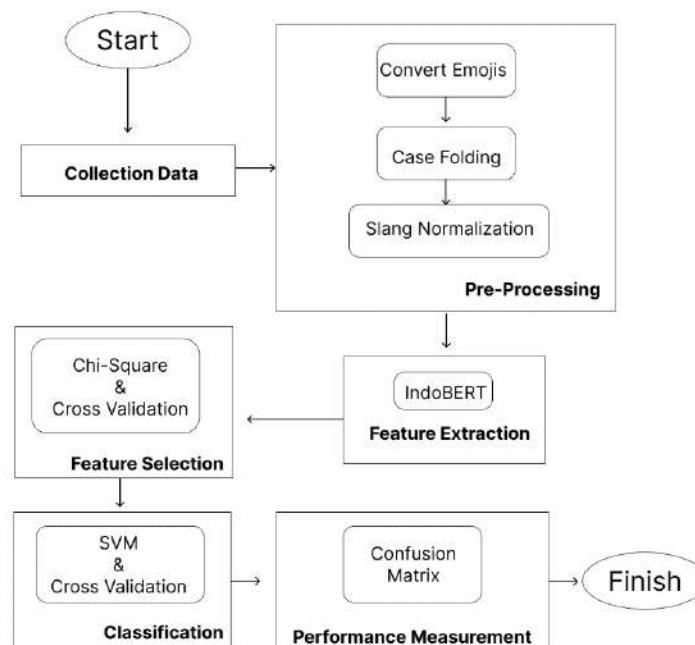 Start
Collection Data
Convert Emojis
Case Folding
Slang Normalization
Pre-Processing
IndoBERT
Feature Extraction
Chi-Square
&
Cross Validation
Feature Selection
SVM
&
Cross Validation
Classification
Confusion
Matrix
Performance Measurement
Finish